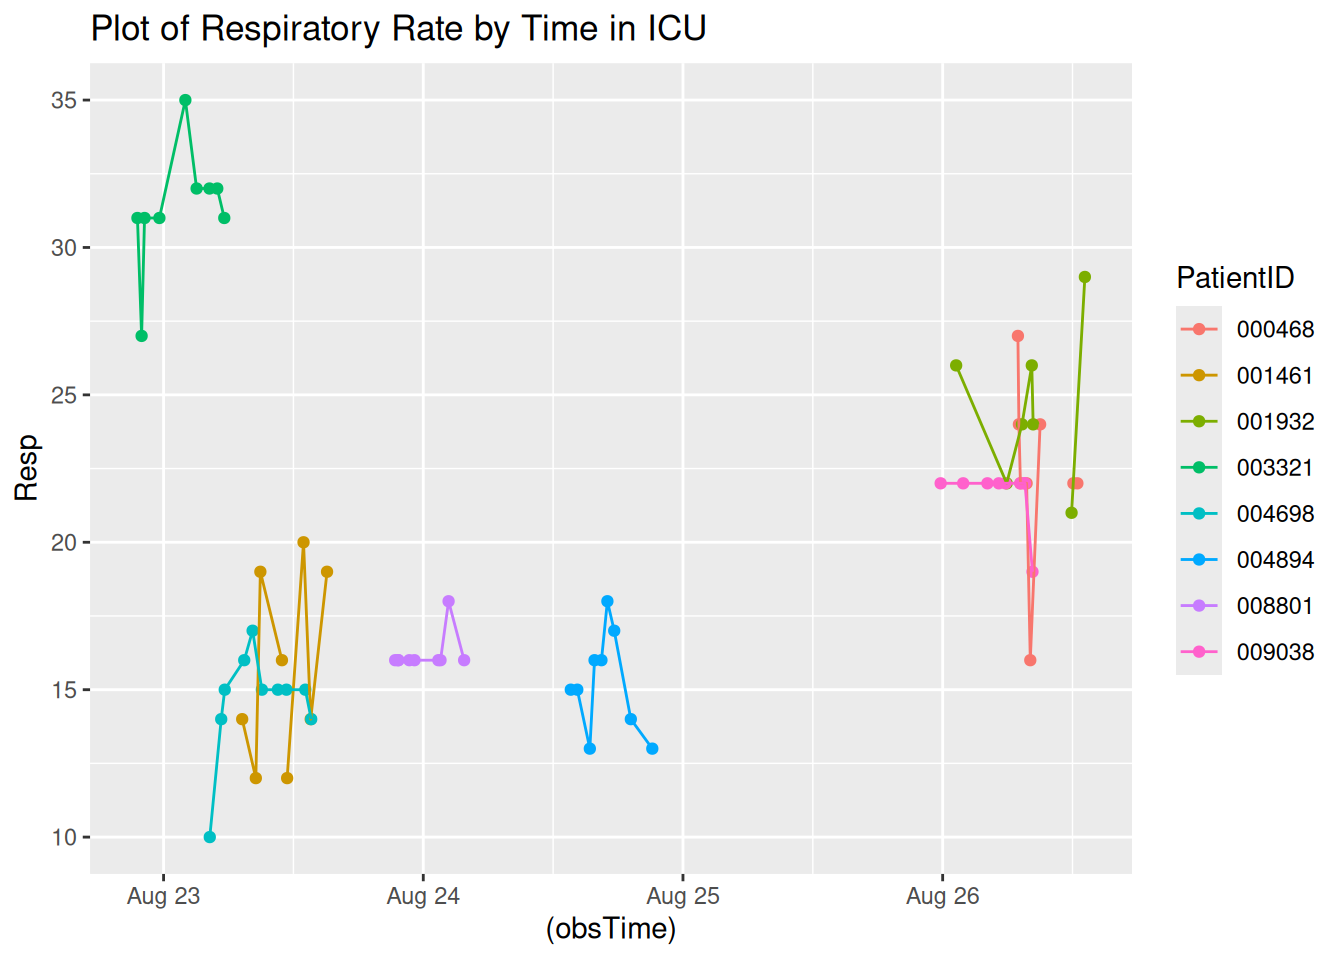 Plot of Respiratory Rate by Time in ICU
35
30
25
20
15
10
Resp
Aug 23
Aug 24
Aug 25
Aug 26
(obsTime)
PatientID
000468
001461
001932
003321
004698
004894
008801
009038